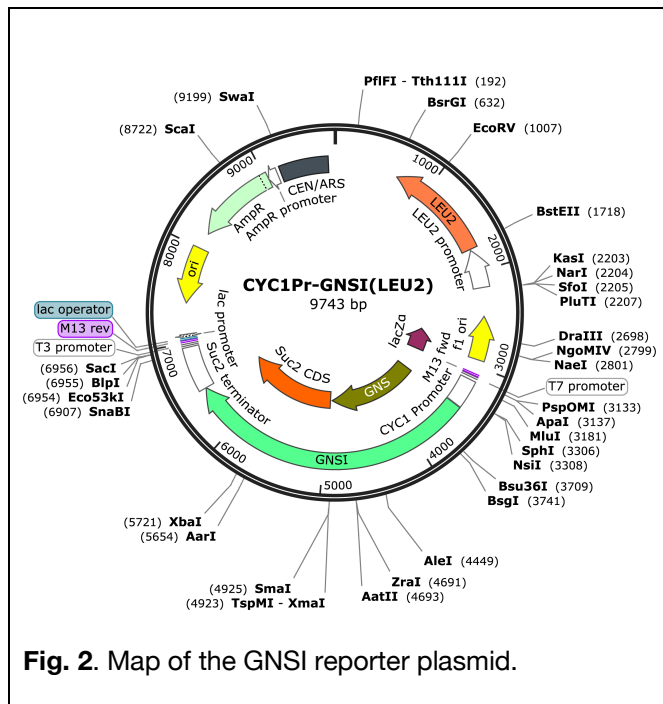 PflFI - Tth111I (192)
BsrGI (632)
EcoRV (1007)
BstEII (1718)
KasI (2203)
NarI (2204)
SfoI (2205)
PluTI (2207)
DraIII (2698)
NgoMIV (2799)
NaeI (2801)
T7 promoter
PspOMI (3133)
ApaI (3137)
MluI (3181)
SphI (3306)
NsiI (3308)
Bsu36I (3709)
BsgI (3741)
AleI (4449)
ZraI (4691)
AatII (4693)
(4925) SmaI
(4923) TspMI - XmaI
(5721) XbaI
(5654) AarI
lac operator
M13 rev
T3 promoter
(6956) SacI
(6955) BlpI
(6954) Eco53kI
(6907) SnaBI
(8722) ScaI
(9199) SwaI
1000
2000
3000
4000
5000
6000
7000
8000
9000
CEN/ARS
AmpR promoter
AmpR
ori
LEU2
LEU2 promoter
CYC1Pr-GNSI(LEU2)
9743 bp
lac promoter
Suc2 terminator
Suc2 CDS
GNS
lacZα
f1 ori
M13 fwd
CYC1 Promoter
GNSI
Fig. 2. Map of the GNSI reporter plasmid.